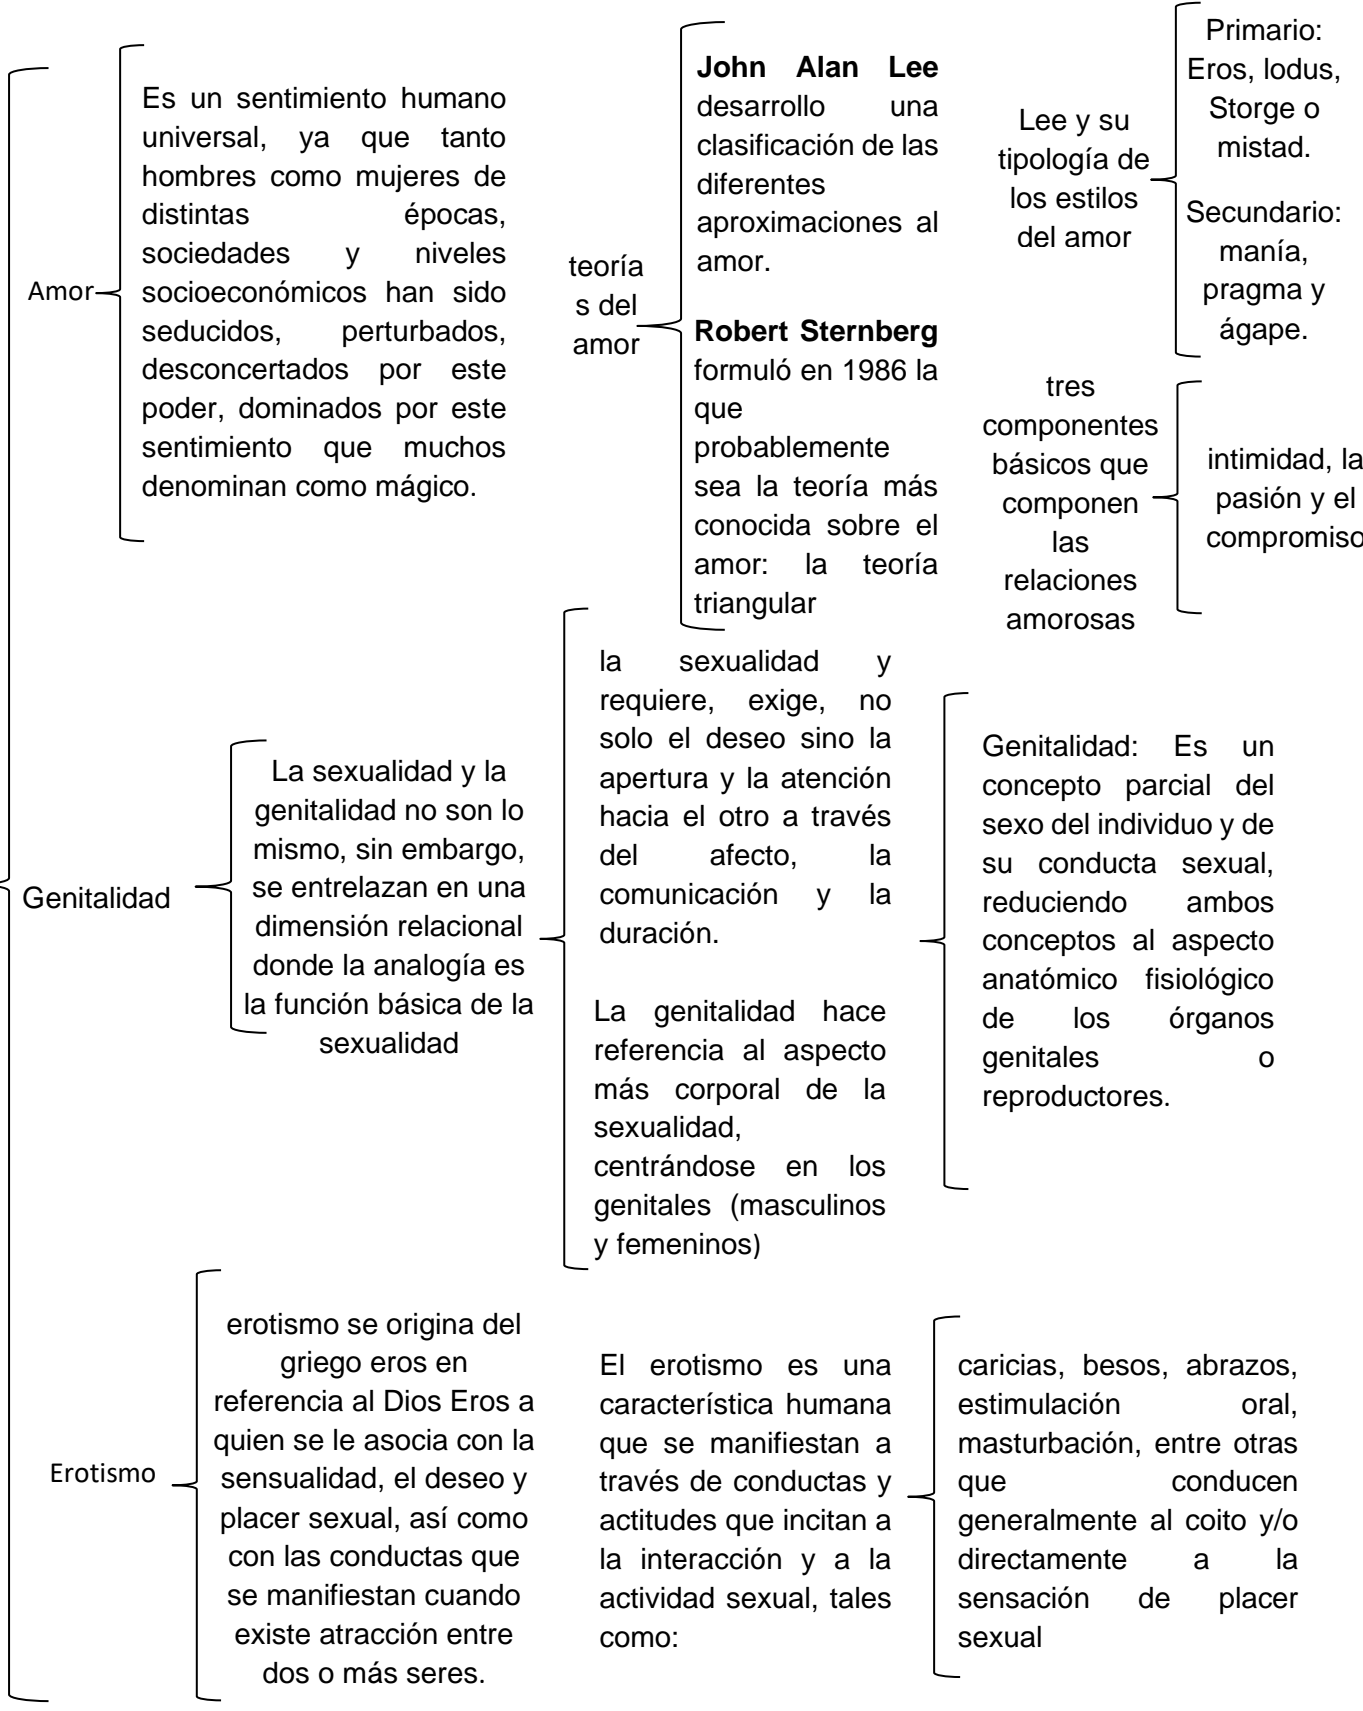 Amor
Es un sentimiento humano
universal, ya que tanto
hombres como mujeres de
distintas épocas,
sociedades y niveles
socioeconómicos han sido
seducidos, perturbados,
desconcertados por este
poder, dominados por este
sentimiento que muchos
denominan como mágico.
teoría
s del
amor
John Alan Lee
desarrollo una
clasificación de las
diferentes
aproximaciones al
amor.
Robert Sternberg
formuló en 1986 la
que
probablemente
sea la teoría más
conocida sobre el
amor: la teoría
triangular
Lee y su
tipología de
los estilos
del amor
Primario:
Eros, lodus,
Storge o
mistad.
Secundario:
manía,
pragma y
ágape.
tres
componentes
básicos que
componen
las
relaciones
amorosas
intimidad, la
pasión y el
compromiso
Genitalidad
La sexualidad y la
genitalidad no son lo
mismo, sin embargo,
se entrelazan en una
dimensión relacional
donde la analogía es
la función básica de la
sexualidad
la sexualidad y
requiere, exige, no
solo el deseo sino la
apertura y la atención
hacia el otro a través
del afecto, la
comunicación y la
duración.
La genitalidad hace
referencia al aspecto
más corporal de la
sexualidad,
centrándose en los
genitales (masculinos
y femeninos)
Genitalidad: Es un
concepto parcial del
sexo del individuo y de
su conducta sexual,
reduciendo ambos
conceptos al aspecto
anatómico fisiológico
de los órganos
genitales o
reproductores.
Erotismo
erotismo se origina del
griego eros en
referencia al Dios Eros a
quien se le asocia con la
sensualidad, el deseo y
placer sexual, así como
con las conductas que
se manifiestan cuando
existe atracción entre
dos o más seres.
El erotismo es una
característica humana
que se manifiestan a
través de conductas y
actitudes que incitan a
la interacción y a la
actividad sexual, tales
como:
caricias, besos, abrazos,
estimulación oral,
masturbación, entre otras
que conducen
generalmente al coito y/o
directamente a la
sensación de placer
sexual